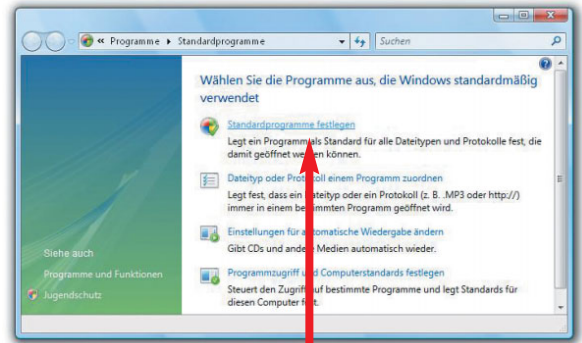 « Programme ▸ Standardprogramme
Suchen
Wählen Sie die Programme aus, die Windows standardmäßig
verwendet
Standardprogramme festlegen
Legt ein Programm als Standard für alle Dateitypen und Protokolle fest, die
damit geöffnet werden können.
Dateityp oder Protokoll einem Programm zuordnen
Legt fest, dass ein Dateityp oder ein Protokoll (z. B. .MP3 oder http://)
immer in einem bestimmten Programm geöffnet wird.
Einstellungen für automatische Wiedergabe ändern
Gibt CDs und andere Medien automatisch wieder.
Programmzugriff und Computerstandards festlegen
Steuert den Zugriff auf bestimmte Programme und legt Standards für
diesen Computer fest.
Siehe auch
Programme und Funktionen
Jugendschutz